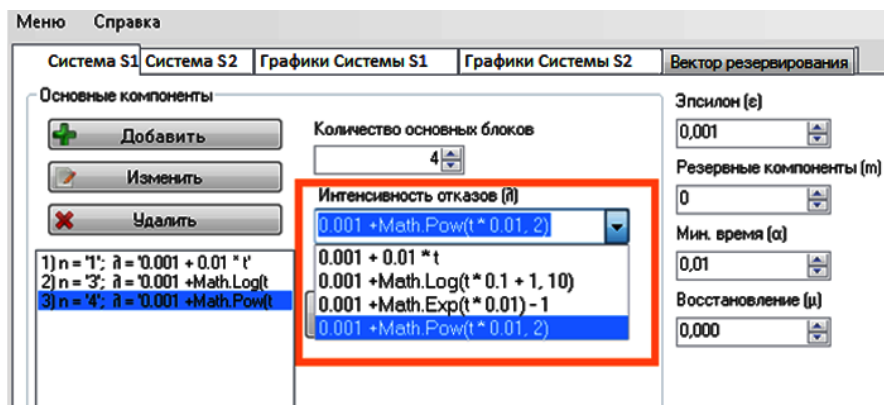 Меню Справка
Система S1 Система S2 Графики Системы S1 Графики Системы S2 Вектор резервирования
Основные компоненты
Добавить
Изменить
Удалить
1) n = '1'; λ = '0.001 + 0.01 * t'
2) n = '3'; λ = '0.001 +Math.Log(t
3) n = '4'; λ = '0.001 +Math.Pow(t
Количество основных блоков
4
Интенсивность отказов (λ)
0.001 +Math.Pow(t * 0.01, 2)
0.001 + 0.01 * t
0.001 +Math.Log(t * 0.1 + 1, 10)
0.001 +Math.Exp(t * 0.01) - 1
0.001 +Math.Pow(t * 0.01, 2)
Эпсилон (ε)
0,001
Резервные компоненты (m)
0
Мин. время (α)
0,01
Восстановление (μ)
0,000